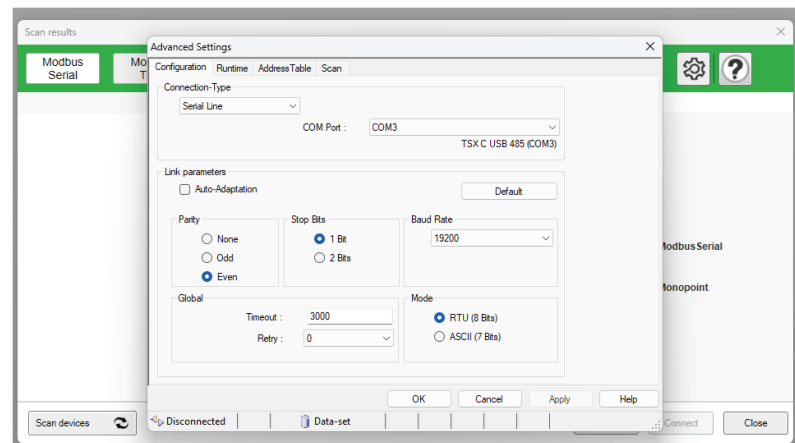 Scan results
Advanced Settings
Modbus
Serial
Mo
T
Configuration Runtime AddressTable Scan
Connection-Type
Serial Line
COM Port : COM3
TSX C USB 485 (COM3)
Link parameters
Auto-Adaptation Default
Parity Stop Bits Baud Rate
None 1 Bit 19200
Odd 2 Bits
Even
ModbusSerial
Monopoint
Global Mode
Timeout : 3000 RTU (8 Bits)
Retry : 0 ASCII (7 Bits)
OK Cancel Apply Help
Scan devices Disconnected Data-set Connect Close